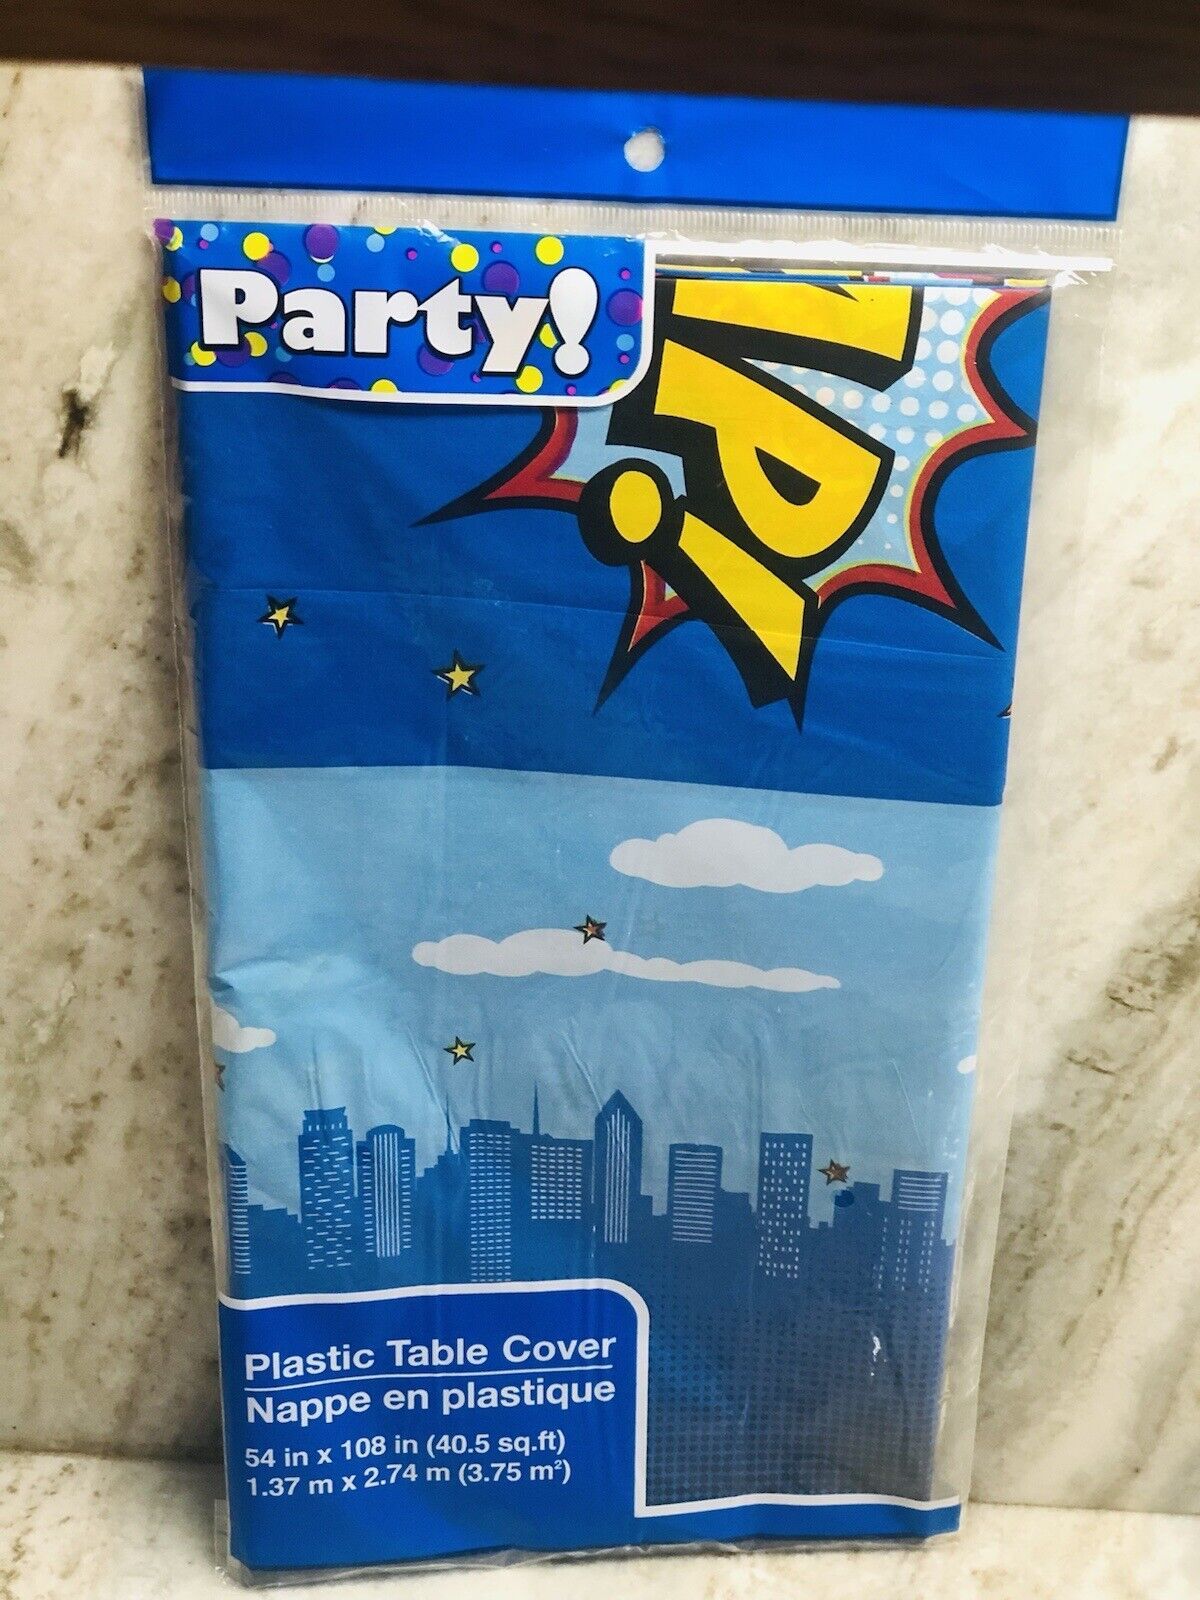 Party!
P!
Plastic Table Cover
Nappe en plastique
54 in x 108 in (40.5 sq.ft)
1.37 m x 2.74 m (3.75 m²)